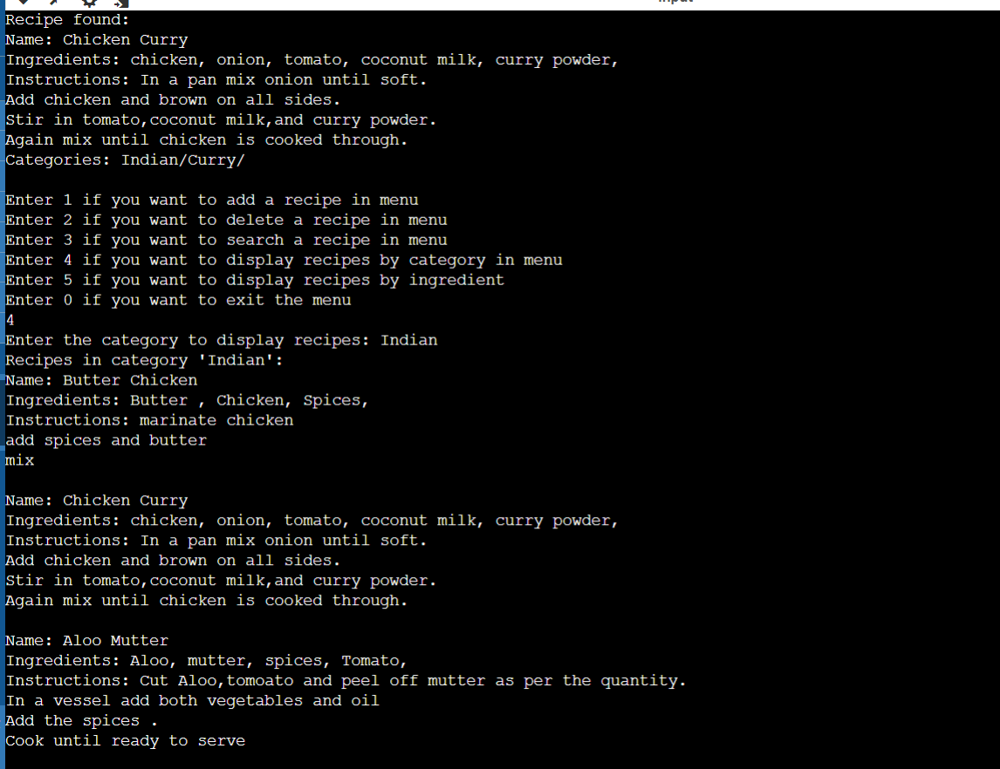 Recipe found:
Name: Chicken Curry
Ingredients: chicken, onion, tomato, coconut milk, curry powder,
Instructions: In a pan mix onion until soft.
Add chicken and brown on all sides.
Stir in tomato,coconut milk,and curry powder.
Again mix until chicken is cooked through.
Categories: Indian/Curry/
Enter 1 if you want to add a recipe in menu
Enter 2 if you want to delete a recipe in menu
Enter 3 if you want to search a recipe in menu
Enter 4 if you want to display recipes by category in menu
Enter 5 if you want to display recipes by ingredient
Enter 0 if you want to exit the menu
4
Enter the category to display recipes: Indian
Recipes in category 'Indian':
Name: Butter Chicken
Ingredients: Butter , Chicken, Spices,
Instructions: marinate chicken
add spices and butter
mix
Name: Chicken Curry
Ingredients: chicken, onion, tomato, coconut milk, curry powder,
Instructions: In a pan mix onion until soft.
Add chicken and brown on all sides.
Stir in tomato,coconut milk,and curry powder.
Again mix until chicken is cooked through.
Name: Aloo Mutter
Ingredients: Aloo, mutter, spices, Tomato,
Instructions: Cut Aloo,tomoato and peel off mutter as per the quantity.
In a vessel add both vegetables and oil
Add the spices .
Cook until ready to serve